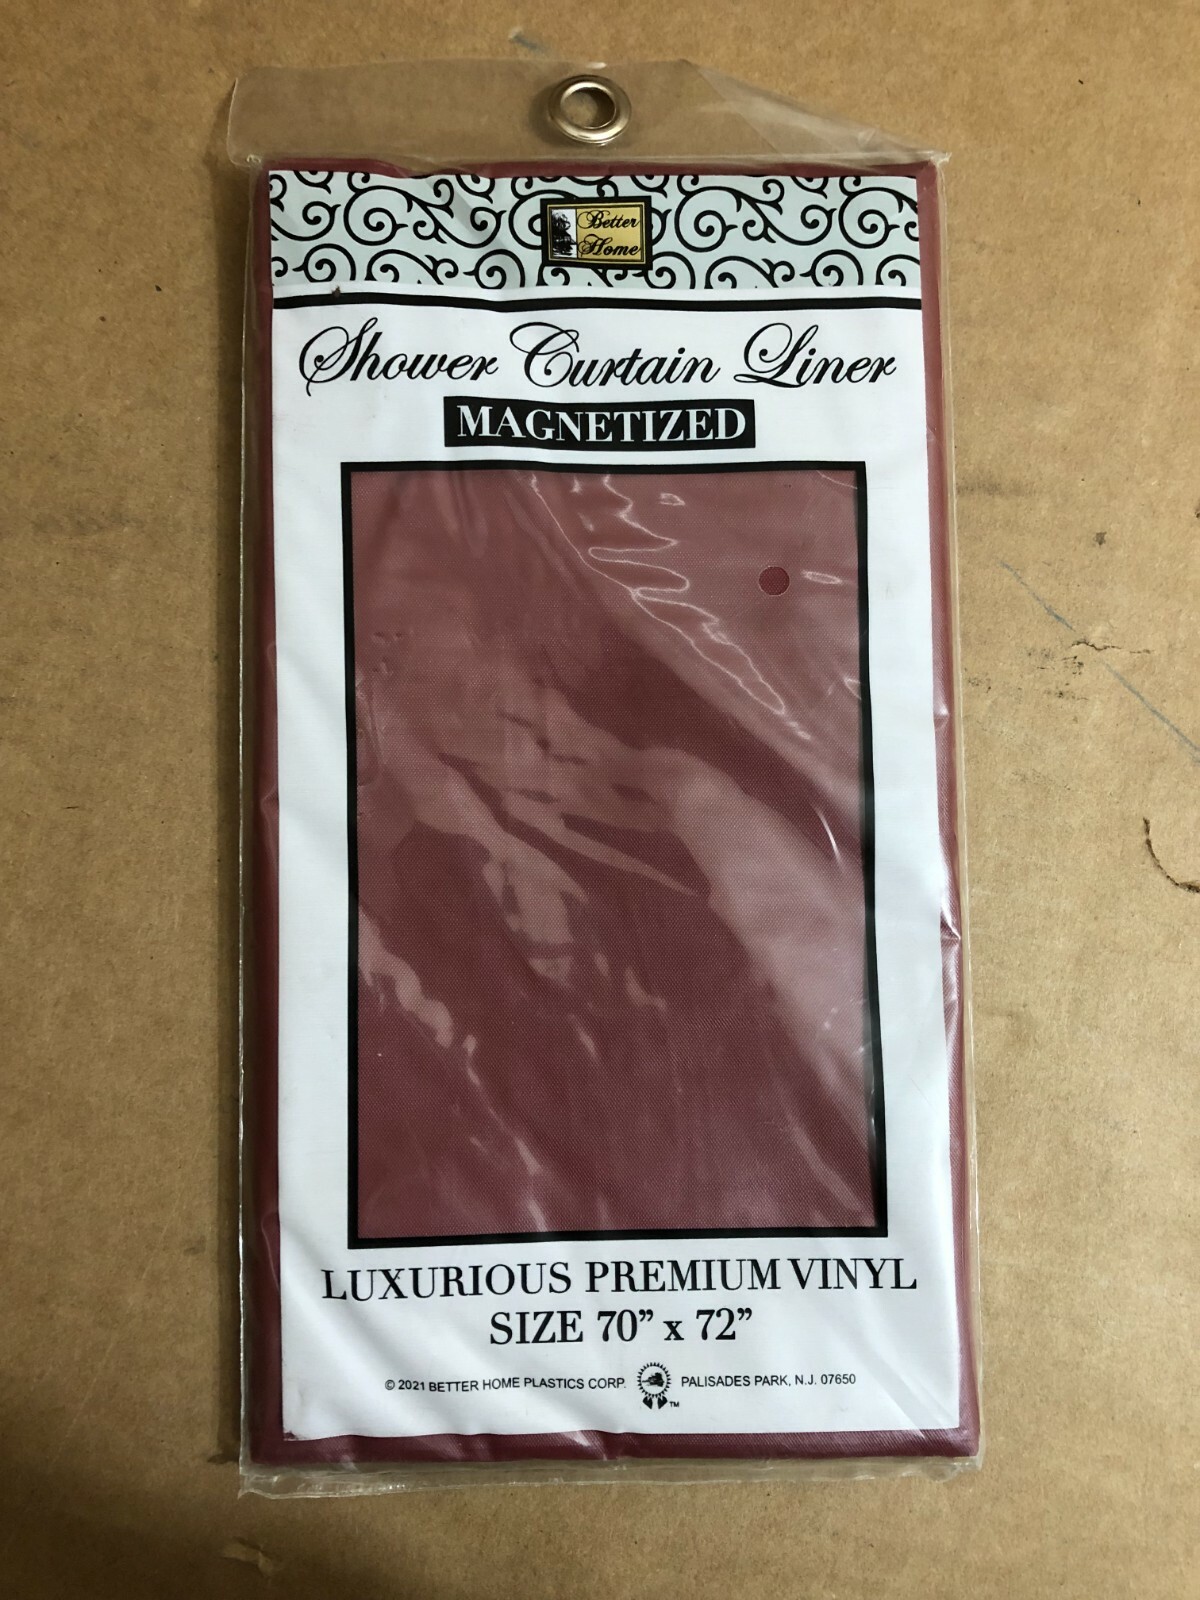 Better
Home
Shower Curtain Liner
MAGNETIZED
LUXURIOUS PREMIUM VINYL
SIZE 70” x 72”
© 2021 BETTER HOME PLASTICS CORP. PALISADES PARK, N.J. 07650
TM